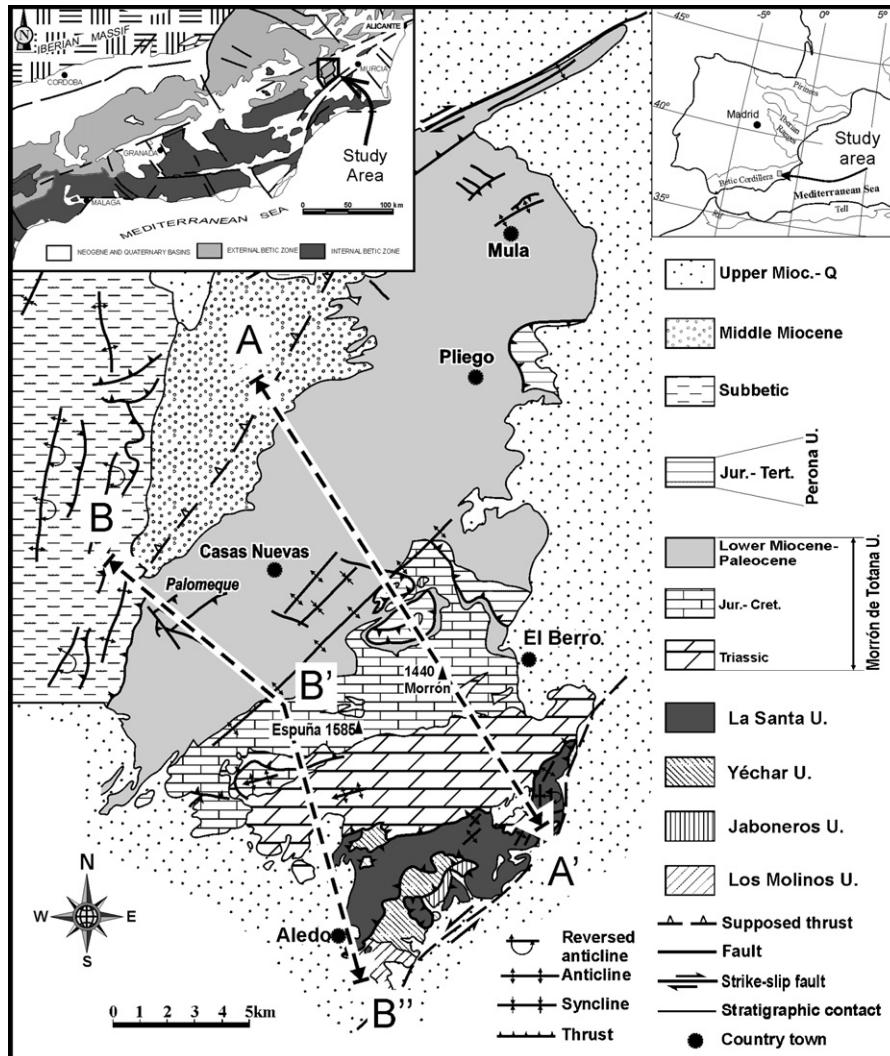 N
IBERIAN MASSIF
ALICANTE
CORDOBA
MURCIA
GRANADA
Study
Area
MALAGA
MEDITERRANEAN SEA
0
50
100 km
NEOGENE AND QUATERNARY BASINS
EXTERNAL BETIC ZONE
INTERNAL BETIC ZONE
45°
-5°
0°
5°
40°
35°
Pirineos
Madrid
Iberian
Ranges
Study
area
Betic Cordillera
Mediterranean Sea
Rif
Tell
Mula
A
Pliego
B
Casas Nuevas
Palomeque
El Berro
B'
1440
Morrón
Espuña 1585
A'
Aledo
B''
N
W
E
S
0 1 2 3 4 5km
Upper Mioc.- Q
Middle Miocene
Subbetic
Jur.- Tert.
Perona U.
Lower Miocene-
Paleocene
Jur.- Cret.
Triassic
Morrón de Totana U.
La Santa U.
Yéchar U.
Jaboneros U.
Los Molinos U.
Reversed
anticline
Anticline
Syncline
Thrust
Supposed thrust
Fault
Strike-slip fault
Stratigraphic contact
Country town